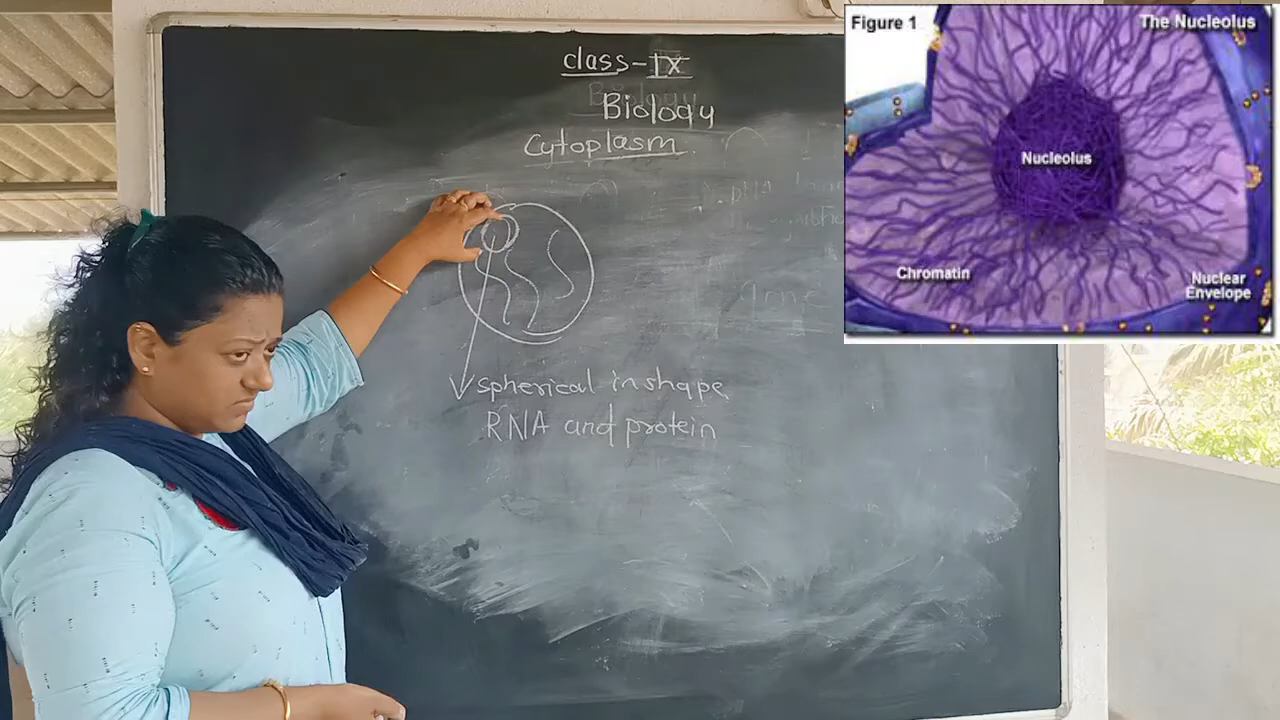 class-IX
Biology
Cytoplasm
spherical in shape
RNA and protein
Figure 1
The Nucleolus
Nucleolus
Chromatin
Nuclear
Envelope